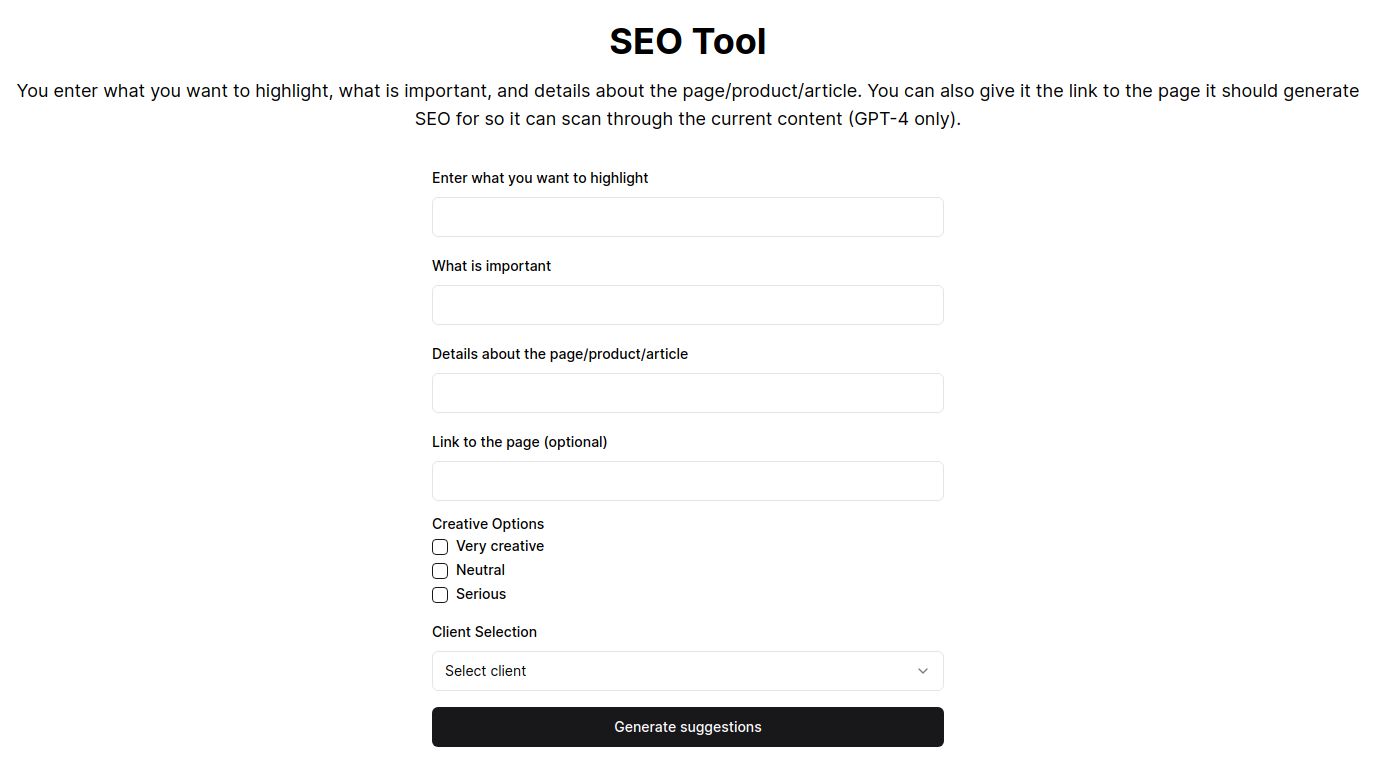 SEO Tool
You enter what you want to highlight, what is important, and details about the page/product/article. You can also give it the link to the page it should generate
SEO for so it can scan through the current content (GPT-4 only).
Enter what you want to highlight
What is important
Details about the page/product/article
Link to the page (optional)
Creative Options
Very creative
Neutral
Serious
Client Selection
Select client
Generate suggestions